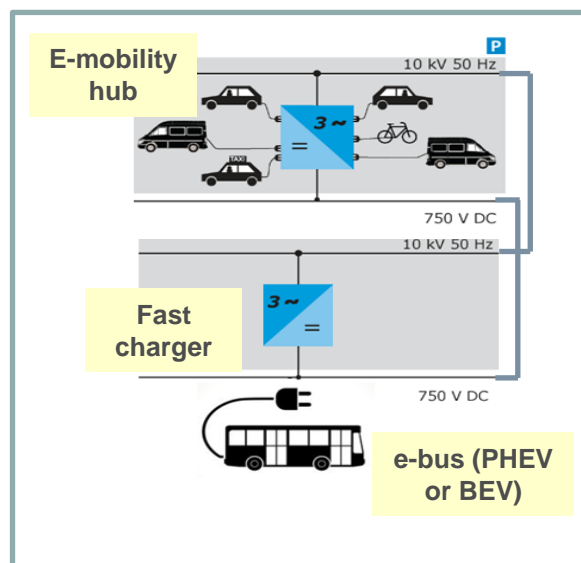 P
E-mobility
hub
10 kV 50 Hz
3 ~
=
TAXI
750 V DC
10 kV 50 Hz
Fast
charger
3 ~
=
750 V DC
e-bus (PHEV
or BEV)